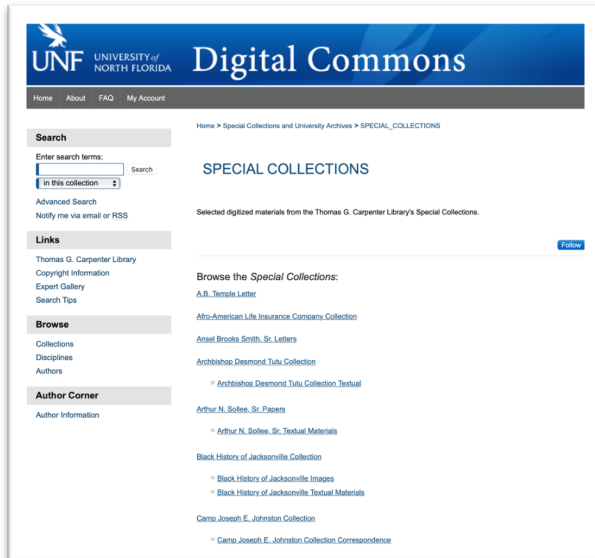 UNF
UNIVERSITY of
NORTH FLORIDA
Digital Commons
Home About FAQ My Account
Home > Special Collections and University Archives > SPECIAL_COLLECTIONS
Search
Enter search terms:
Search
in this collection
Advanced Search
Notify me via email or RSS
Links
Thomas G. Carpenter Library
Copyright Information
Expert Gallery
Search Tips
Browse
Collections
Disciplines
Authors
Author Corner
Author Information
SPECIAL COLLECTIONS
Selected digitized materials from the Thomas G. Carpenter Library's Special Collections.
Follow
Browse the Special Collections:
A.B. Temple Letter
Afro-American Life Insurance Company Collection
Ansel Brooks Smith, Sr. Letters
Archbishop Desmond Tutu Collection
Archbishop Desmond Tutu Collection Textual
Arthur N. Sollee, Sr. Papers
Arthur N. Sollee, Sr. Textual Materials
Black History of Jacksonville Collection
Black History of Jacksonville Images
Black History of Jacksonville Textual Materials
Camp Joseph E. Johnston Collection
Camp Joseph E. Johnston Collection Correspondence